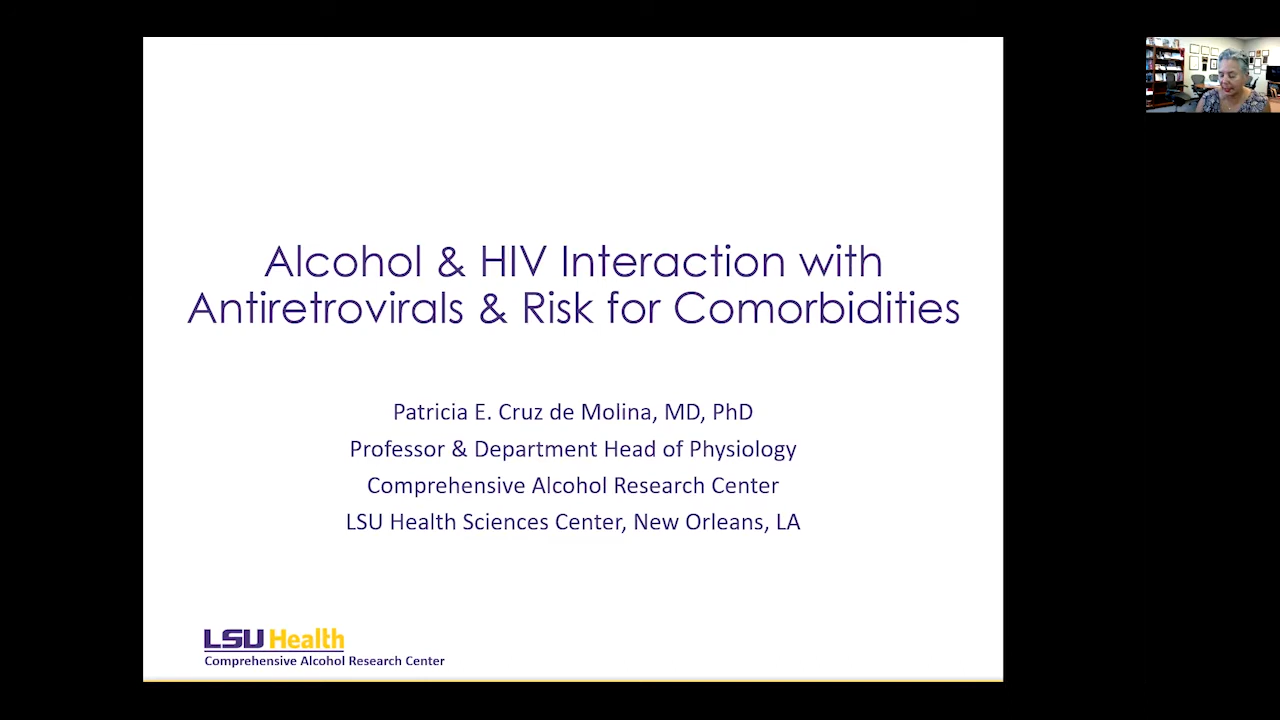 Alcohol & HIV Interaction with
Antiretrovirals & Risk for Comorbidities
Patricia E. Cruz de Molina, MD, PhD
Professor & Department Head of Physiology
Comprehensive Alcohol Research Center
LSU Health Sciences Center, New Orleans, LA
LSU Health
Comprehensive Alcohol Research Center